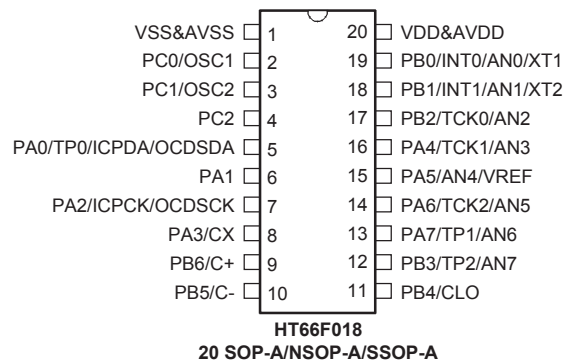 VSS&AVSS 1 20 VDD&AVDD
PC0/OSC1 2 19 PB0/INT0/AN0/XT1
PC1/OSC2 3 18 PB1/INT1/AN1/XT2
PC2 4 17 PB2/TCK0/AN2
PA0/TP0/ICPDA/OCDSDA 5 16 PA4/TCK1/AN3
PA1 6 15 PA5/AN4/VREF
PA2/ICPCK/OCDSCK 7 14 PA6/TCK2/AN5
PA3/CX 8 13 PA7/TP1/AN6
PB6/C+ 9 12 PB3/TP2/AN7
PB5/C- 10 11 PB4/CLO
HT66F018
20 SOP-A/NSOP-A/SSOP-A